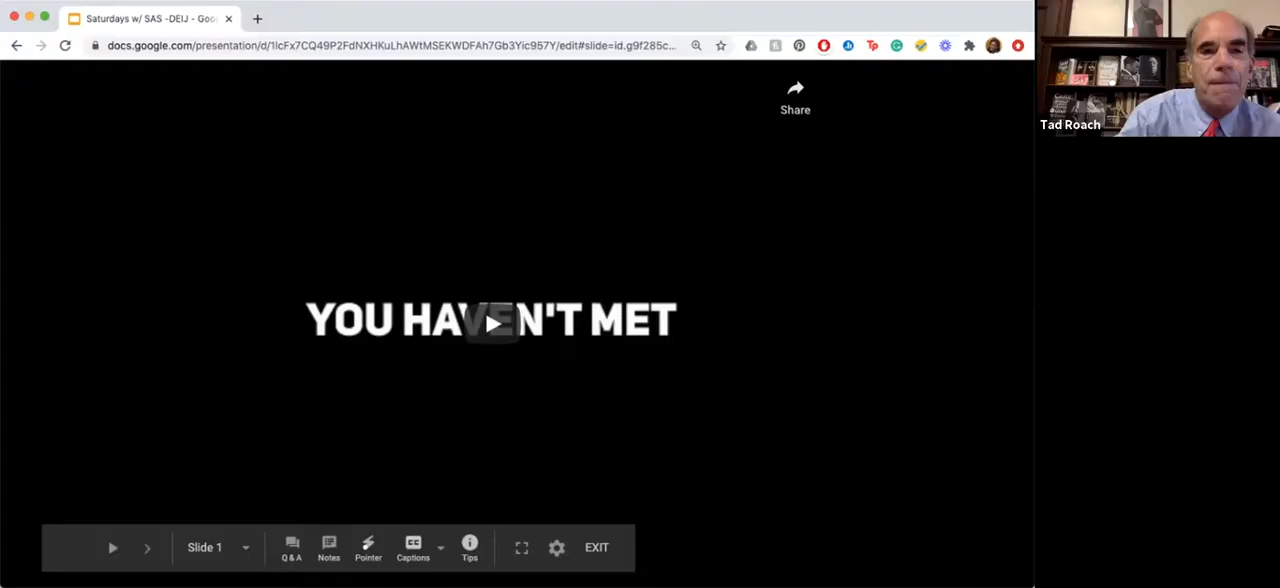 Saturdays w/ SAS -DEIJ - Goo
docs.google.com/presentation/d/1lcFx7CQ49P2FdNXHKuLhAWtMSEKWDFAh7Gb3Yic957Y/edit#slide=id.g9f285c...
Tad Roach
Share
YOU HAVEN'T MET
Slide 1
Q & A
Notes
Pointer
Captions
Tips
EXIT